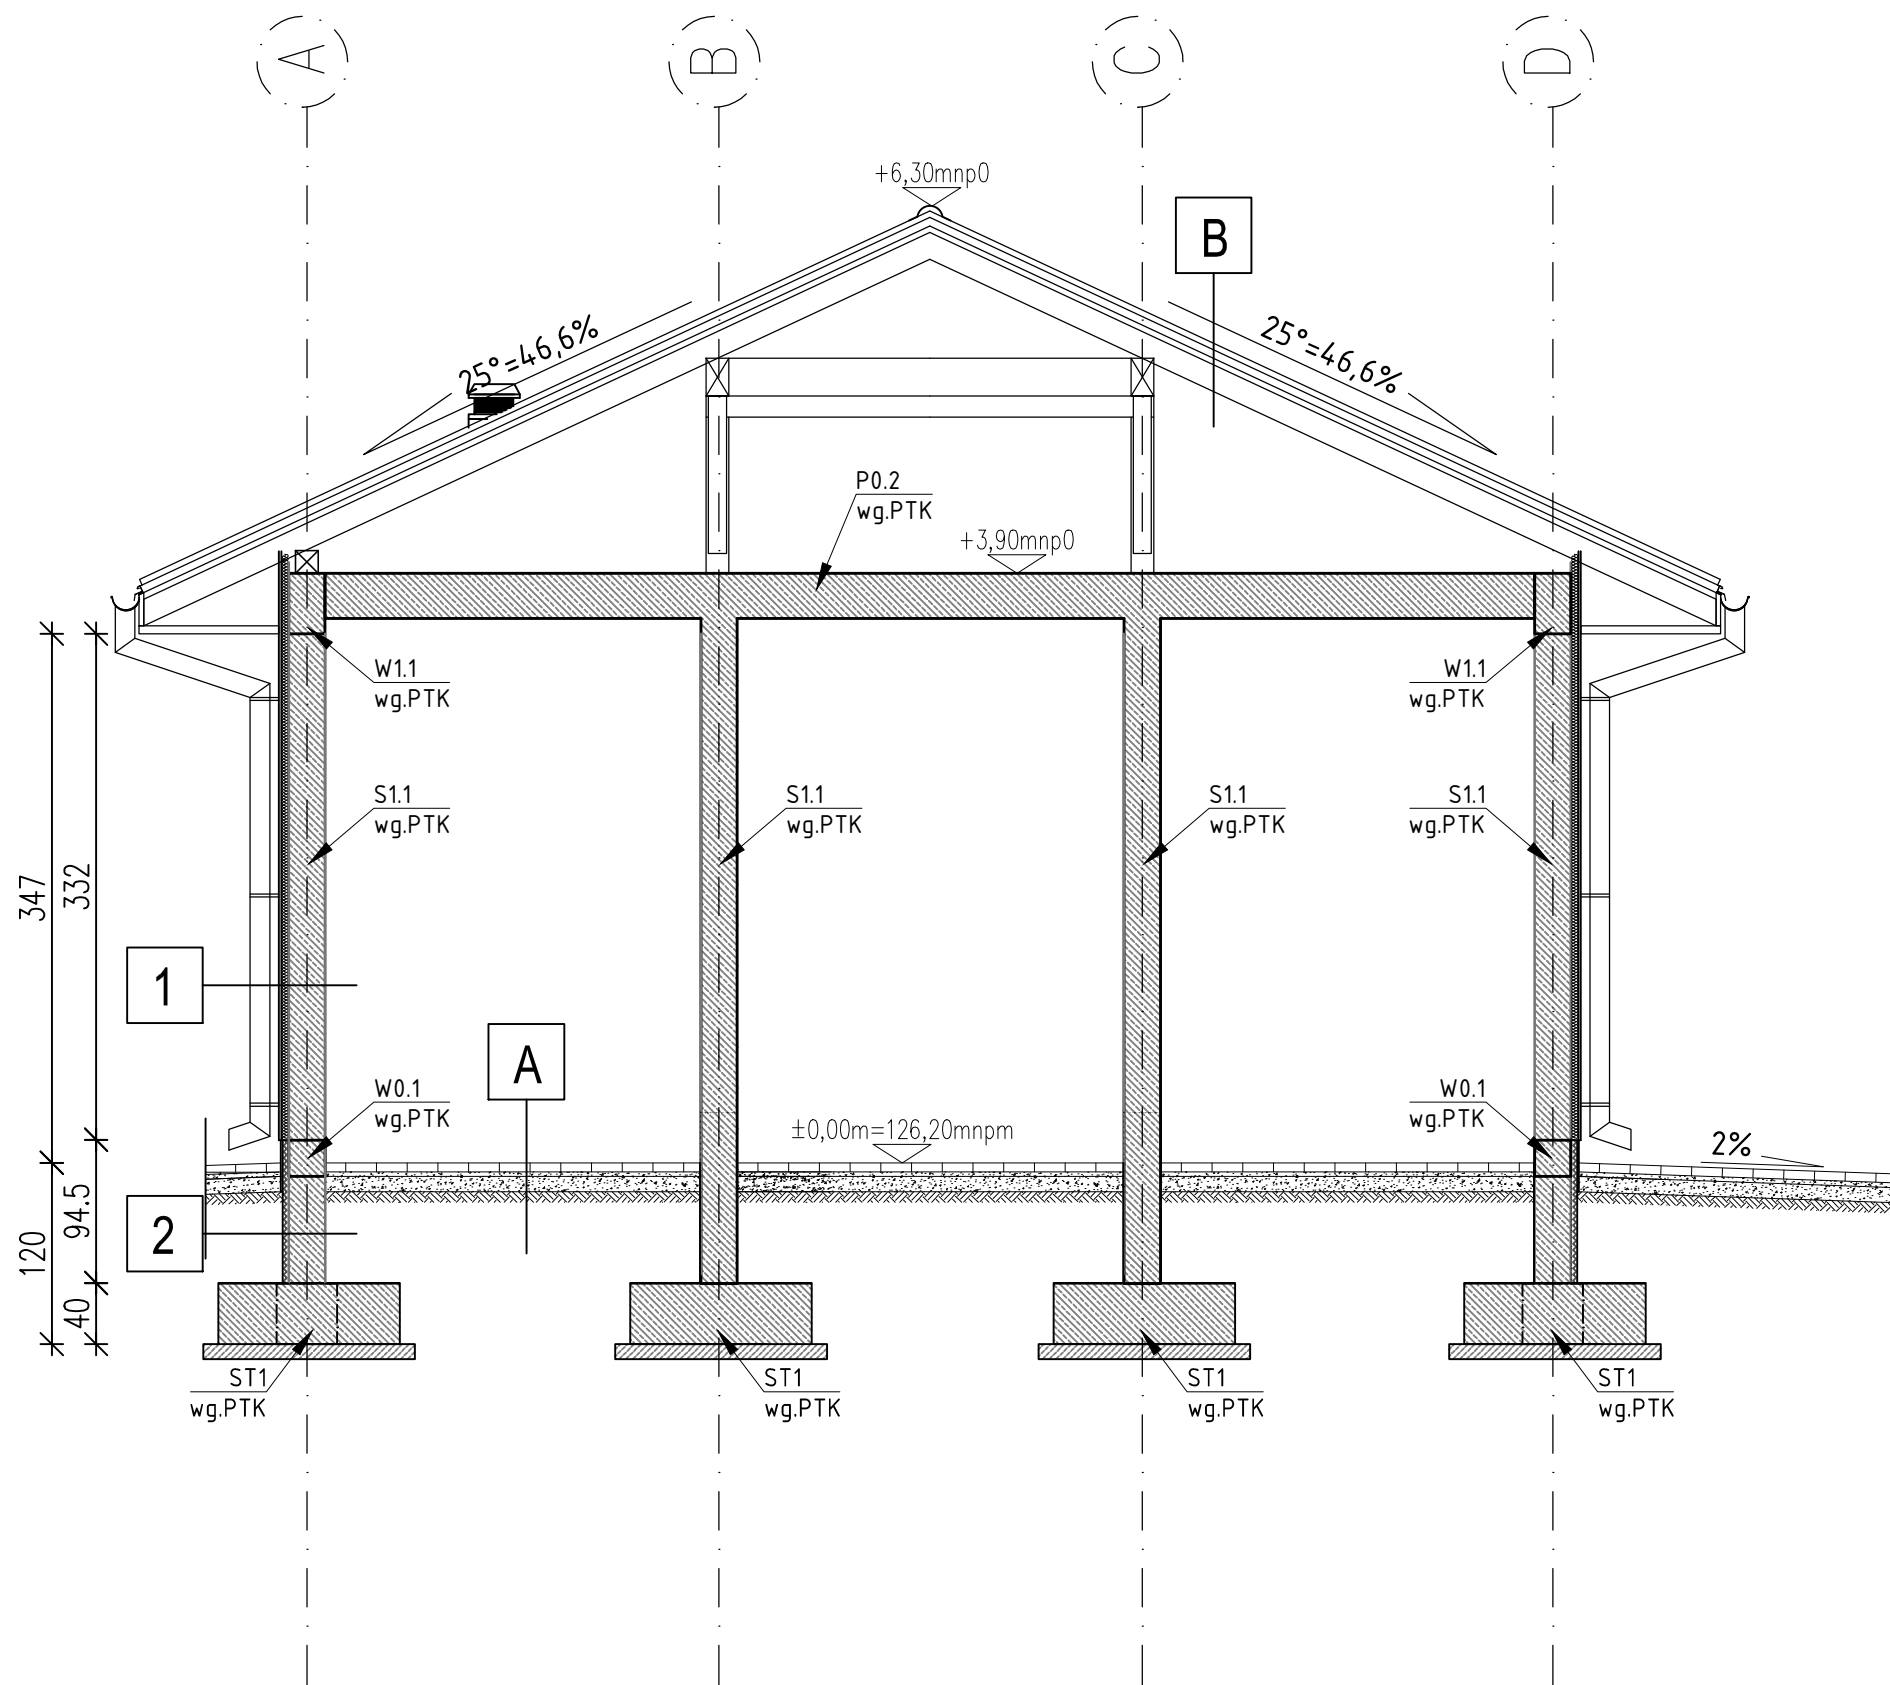 A
B
C
D
+6,30mnp0
B
25°=46,6%
25°=46,6%
P0.2
wg.PTK
+3,90mnp0
W1.1
wg.PTK
W1.1
wg.PTK
S1.1
wg.PTK
S1.1
wg.PTK
S1.1
wg.PTK
S1.1
wg.PTK
347
332
1
A
W0.1
wg.PTK
±0,00m=126,20mnpm
W0.1
wg.PTK
2%
2
120
94.5
40
ST1
wg.PTK
ST1
wg.PTK
ST1
wg.PTK
ST1
wg.PTK